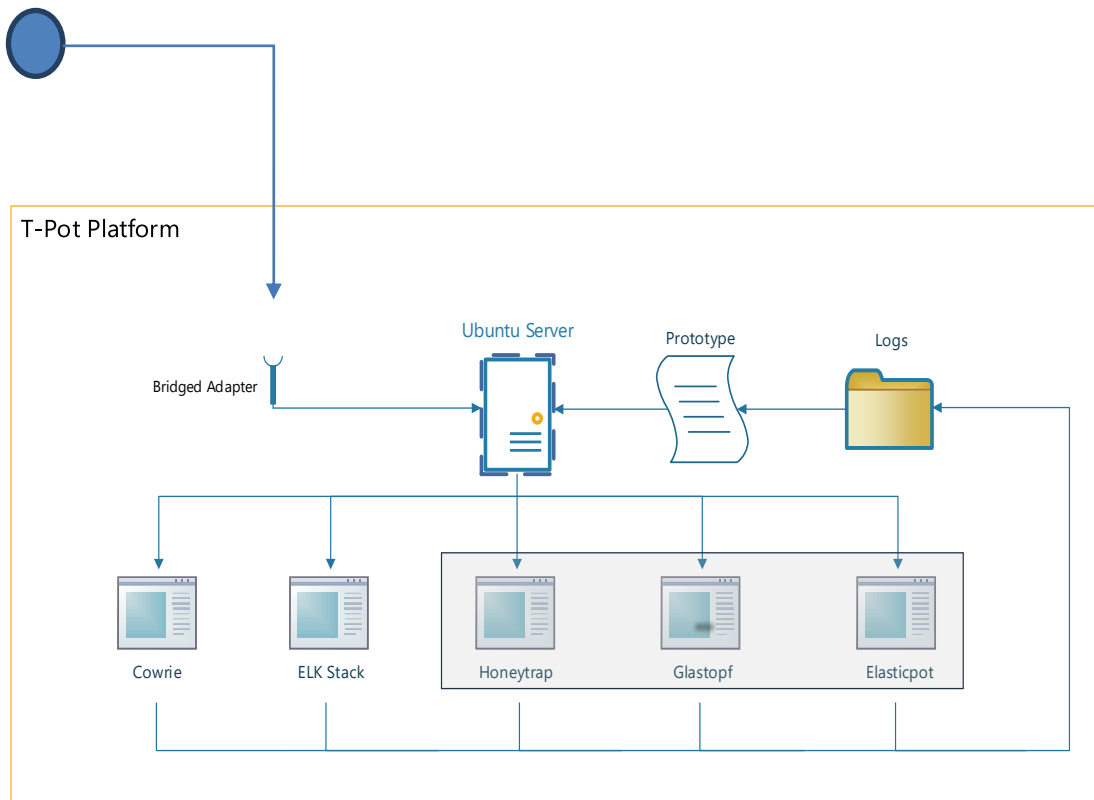 T-Pot Platform
Ubuntu Server
Prototype
Logs
Bridged Adapter
Cowrie
ELK Stack
Honeytrap
Glastopf
Elasticpot